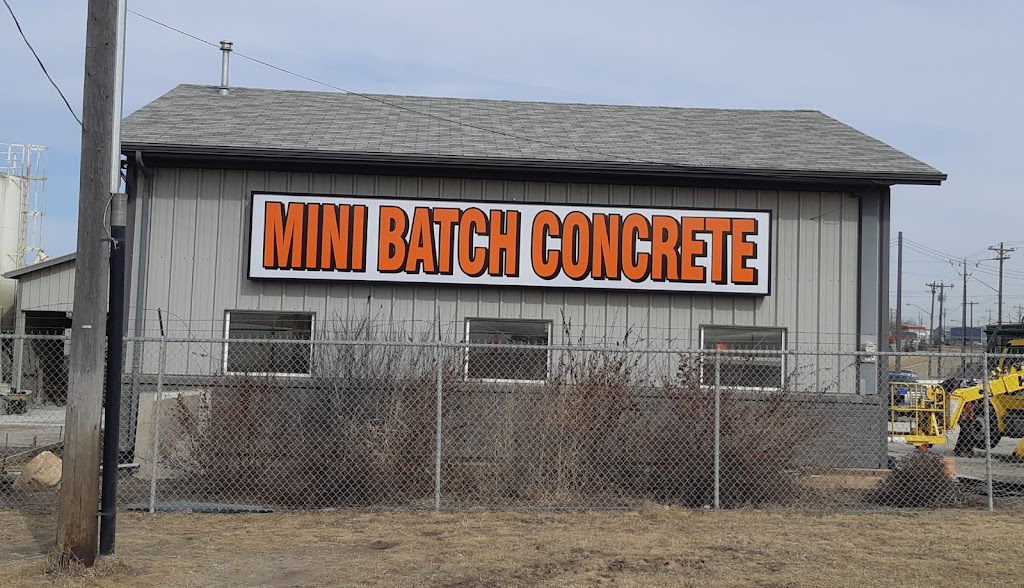 MINI BATCH CONCRETE